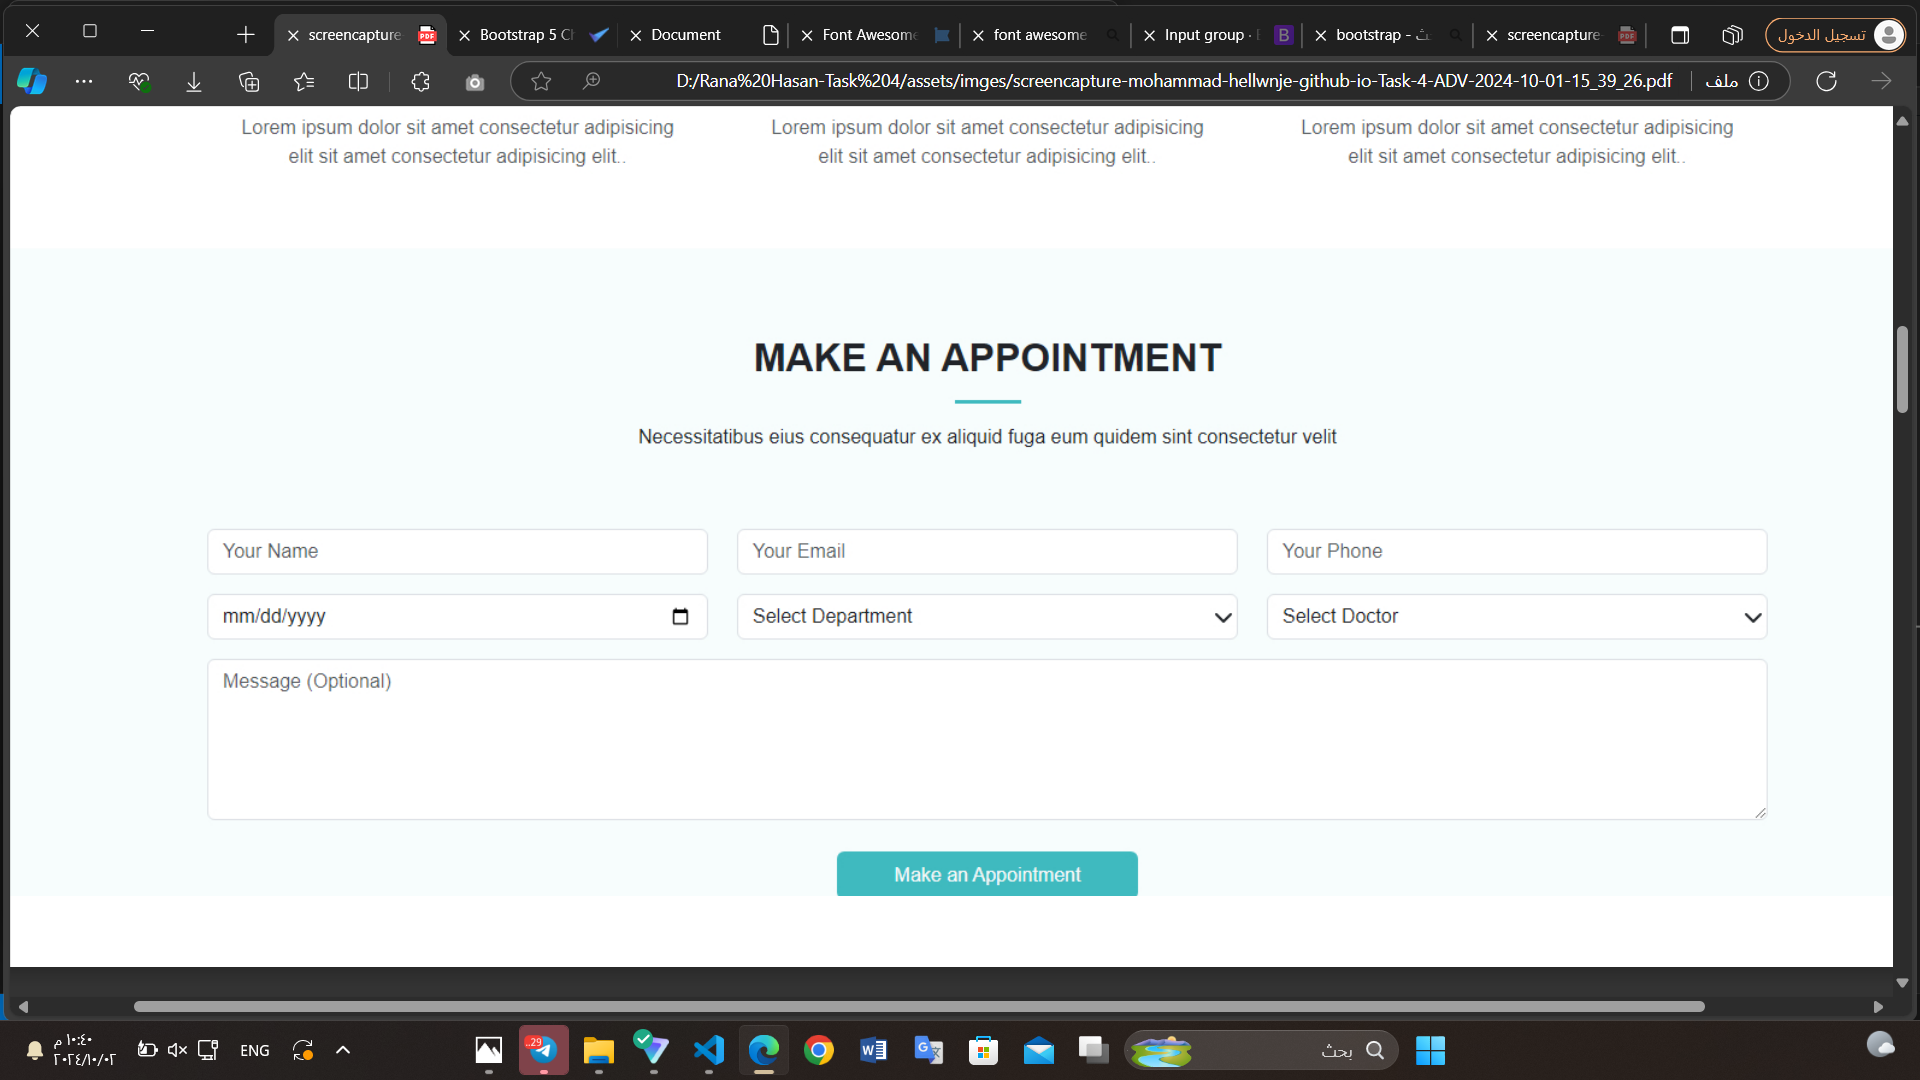 screencapture
Bootstrap 5 C
Document
Font Awesome
font awesome
Input group ·
bootstrap -
screencapture-
تسجيل الدخول
D:/Rana%20Hasan-Task%204/assets/imges/screencapture-mohammad-hellwnje-github-io-Task-4-ADV-2024-10-01-15_39_26.pdf
ملف
Lorem ipsum dolor sit amet consectetur adipisicing
elit sit amet consectetur adipisicing elit..
Lorem ipsum dolor sit amet consectetur adipisicing
elit sit amet consectetur adipisicing elit..
Lorem ipsum dolor sit amet consectetur adipisicing
elit sit amet consectetur adipisicing elit..
MAKE AN APPOINTMENT
Necessitatibus eius consequatur ex aliquid fuga eum quidem sint consectetur velit
Your Name
Your Email
Your Phone
mm/dd/yyyy
Select Department
Select Doctor
Message (Optional)
Make an Appointment
١٠:٤٠ م
٢٠٢٤/١٠/٠٢
ENG
29
بحث